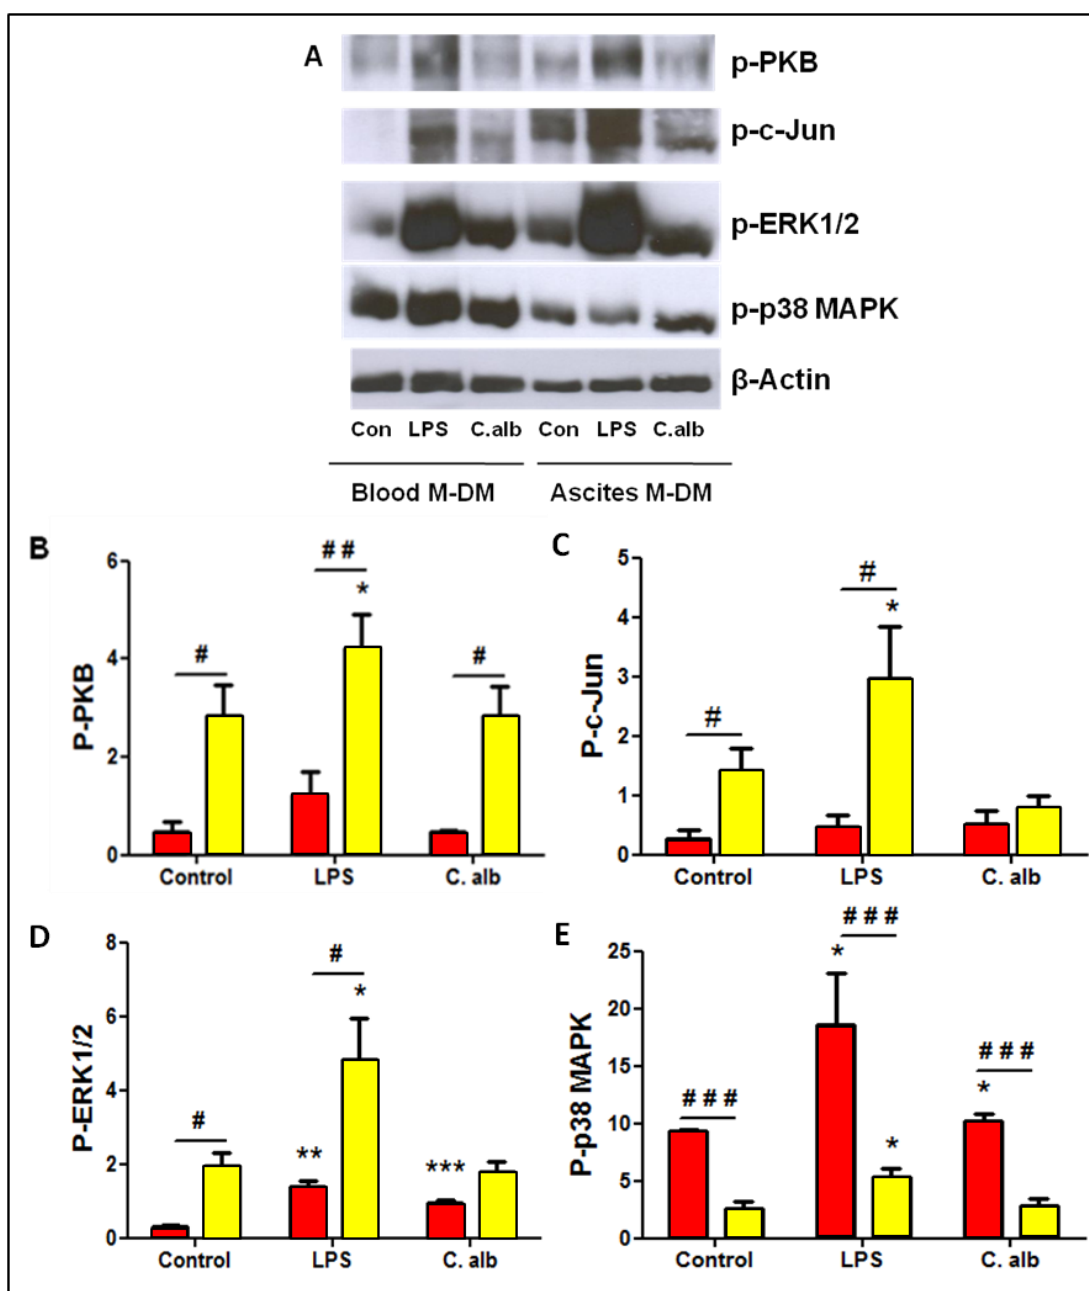 A
p-PKB
p-c-Jun
p-ERK1/2
p-p38 MAPK
β-Actin
Con LPS C.alb Con LPS C.alb
Blood M-DM Ascites M-DM
B
P-PKB
6
4
2
0
# # # #
*
Control LPS C. alb
C
P-c-Jun
5
4
3
2
1
0
# #
*
Control LPS C. alb
D
P-ERK1/2
8
6
4
2
0
# #
** * ***
Control LPS C. alb
E
P-p38 MAPK
25
20
15
10
5
0
# # # # # # # # #
* * *
Control LPS C. alb